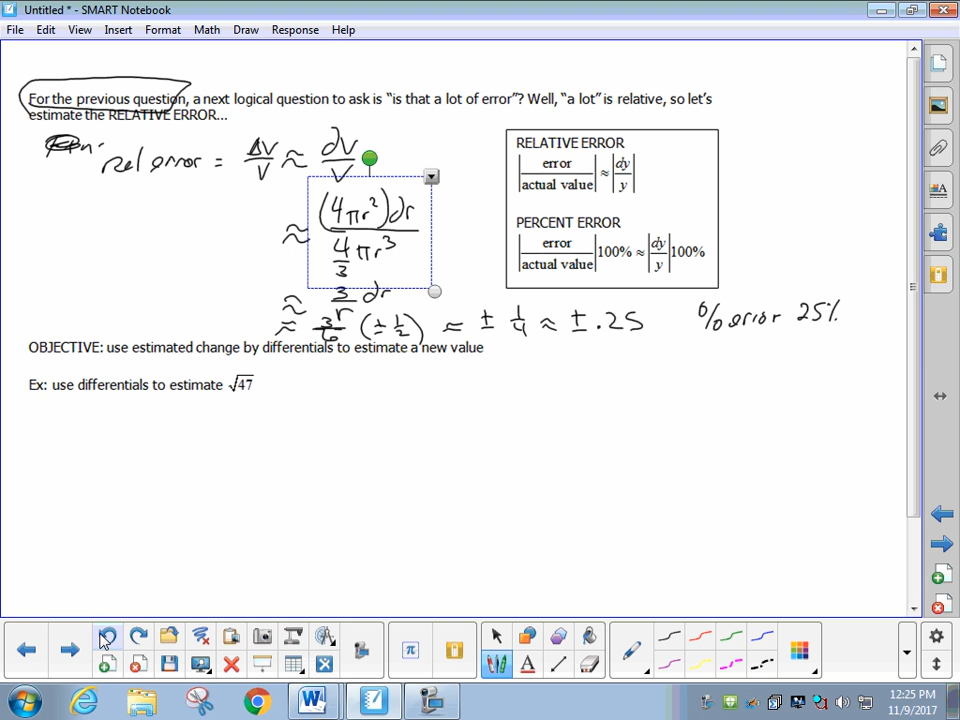 Untitled * - SMART Notebook
File Edit View Insert Format Math Draw Response Help
For the previous question, a next logical question to ask is “is that a lot of error”? Well, “a lot” is relative, so let’s
estimate the RELATIVE ERROR…
rel error = ΔV/V ≈ dV/V
≈ (4πr²)dr / 4/3 πr³
≈ 3/r dr
≈ 3/6 (± 1/2) ≈ ± 1/4 ≈ ± .25
% error 25%
RELATIVE ERROR
|error / actual value| ≈ |dy/y|
PERCENT ERROR
|error / actual value| 100% ≈ |dy/y| 100%
OBJECTIVE: use estimated change by differentials to estimate a new value
Ex: use differentials to estimate √47
12:25 PM
11/9/2017